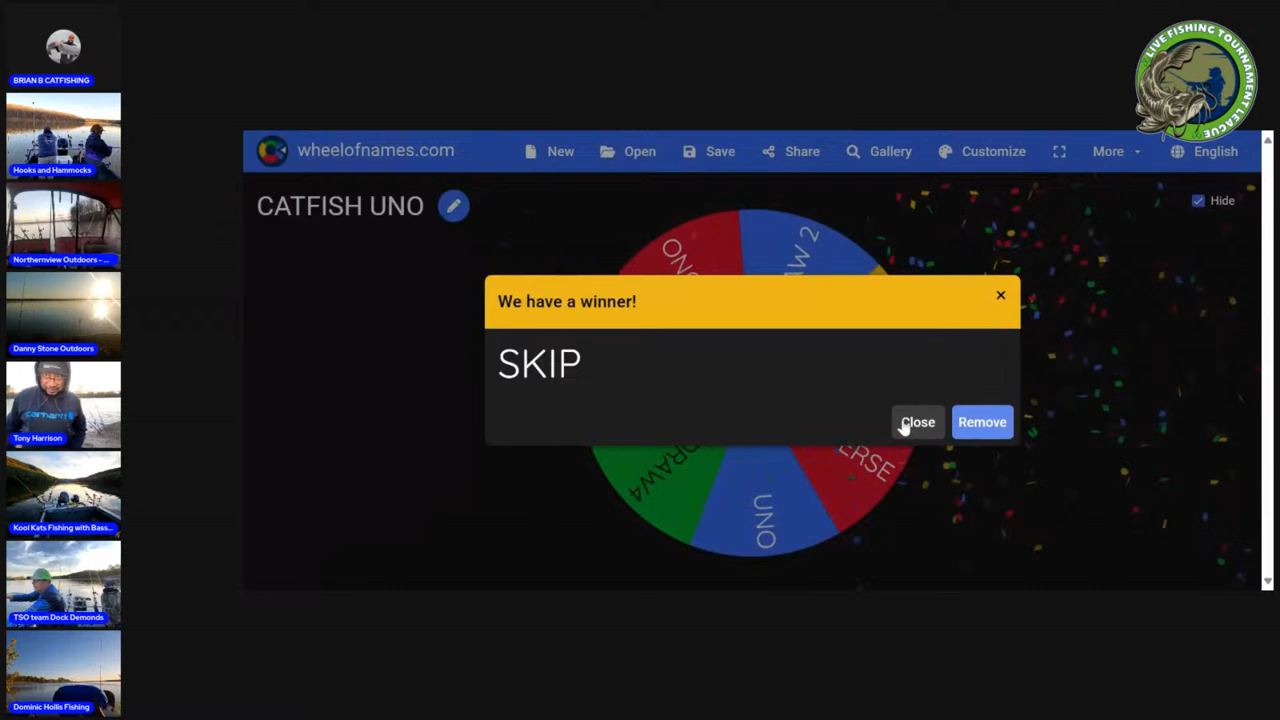 BRIAN B CATFISHING
Hooks and Hammocks
Northernview Outdoors - ...
Danny Stone Outdoors
carhartt
Tony Harrison
Kool Kats Fishing with Bass...
TSO team Dock Demonds
Dominic Hollis Fishing
LIVE FISHING TOURNAMENT LEAGUE
wheelofnames.com
New
Open
Save
Share
Gallery
Customize
More
English
CATFISH UNO
Hide
We have a winner!
SKIP
Close
Remove
DRAW4
UNO